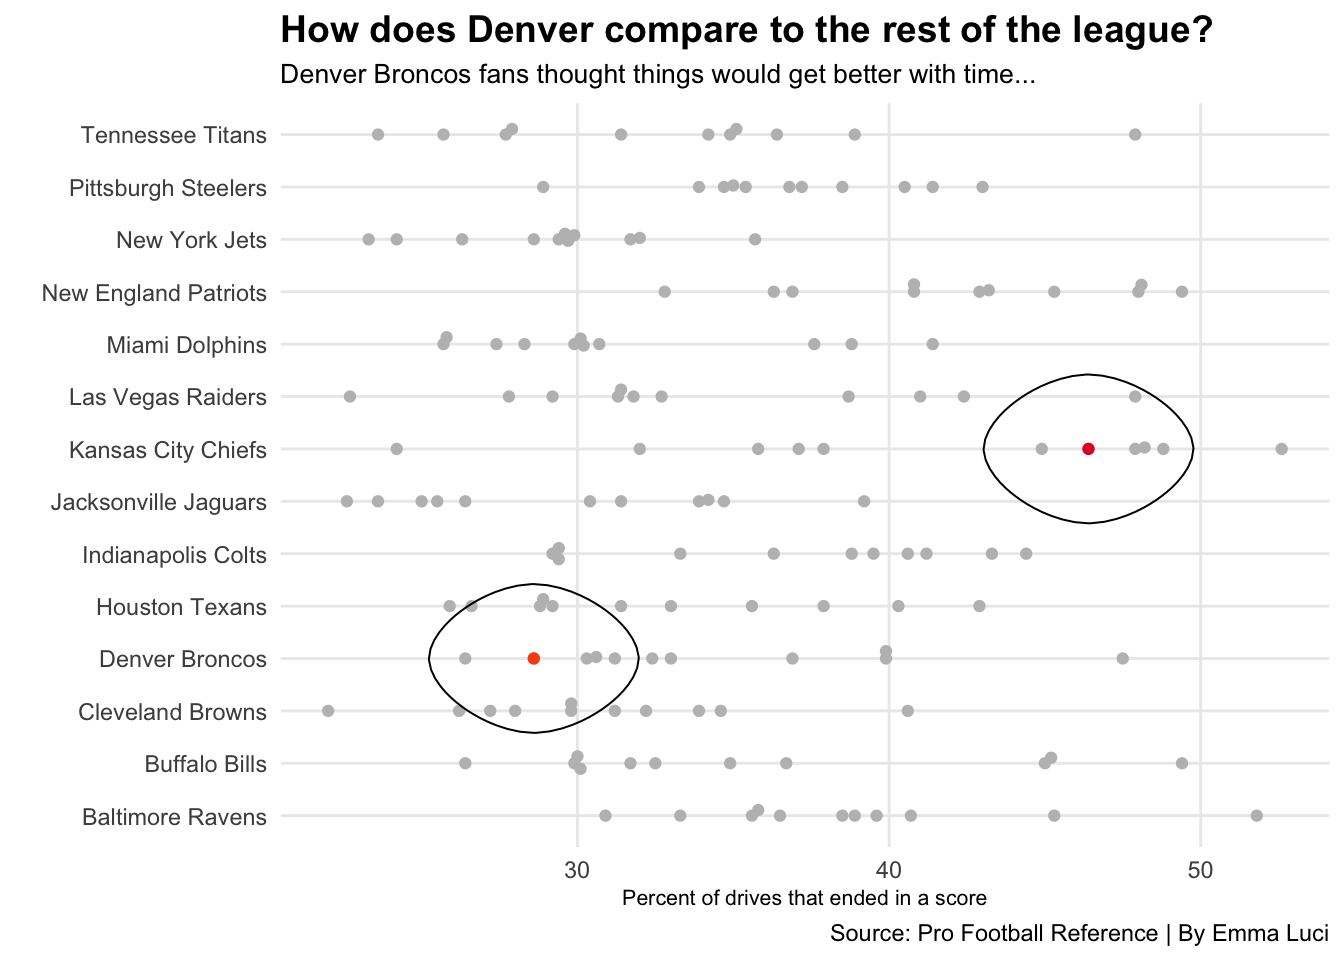 How does Denver compare to the rest of the league?
Denver Broncos fans thought things would get better with time...
Tennessee Titans
Pittsburgh Steelers
New York Jets
New England Patriots
Miami Dolphins
Las Vegas Raiders
Kansas City Chiefs
Jacksonville Jaguars
Indianapolis Colts
Houston Texans
Denver Broncos
Cleveland Browns
Buffalo Bills
Baltimore Ravens
30 40 50
Percent of drives that ended in a score
Source: Pro Football Reference | By Emma Luci